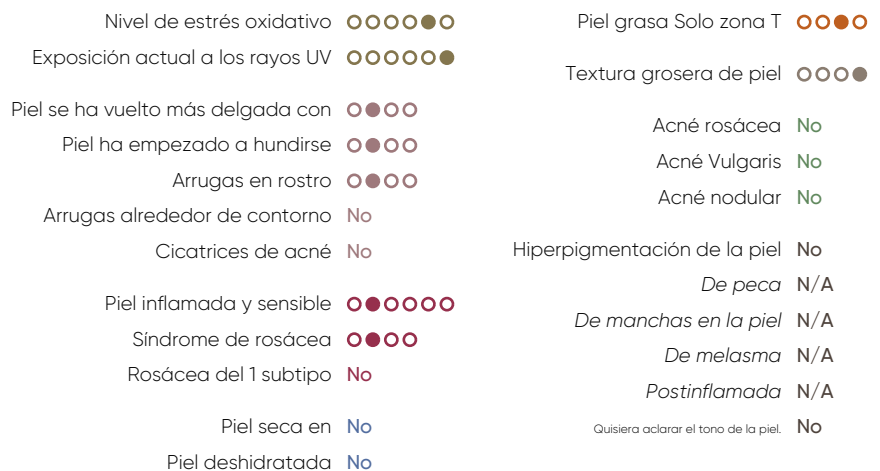 Nivel de estrés oxidativo
Exposición actual a los rayos UV
Piel se ha vuelto más delgada con
Piel ha empezado a hundirse
Arrugas en rostro
Arrugas alrededor de contorno No
Cicatrices de acné No
Piel inflamada y sensible
Síndrome de rosácea
Rosácea del 1 subtipo No
Piel seca en No
Piel deshidratada No
Piel grasa Solo zona T
Textura grosera de piel
Acné rosácea No
Acné Vulgaris No
Acné nodular No
Hiperpigmentación de la piel No
De peca N/A
De manchas en la piel N/A
De melasma N/A
Postinflamada N/A
Quisiera aclarar el tono de la piel. No